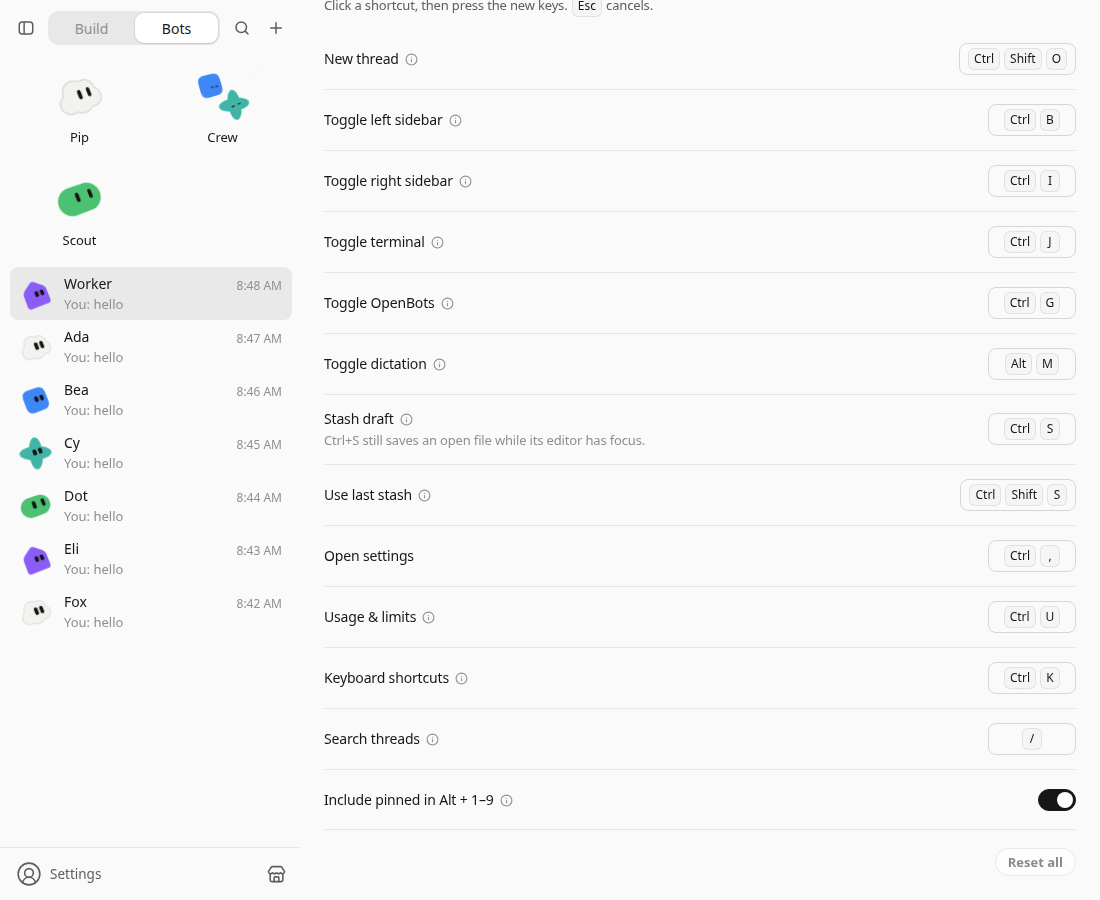 Build
Bots
Pip
Crew
Scout
Worker 8:48 AM
You: hello
Ada 8:47 AM
You: hello
Bea 8:46 AM
You: hello
Cy 8:45 AM
You: hello
Dot 8:44 AM
You: hello
Eli 8:43 AM
You: hello
Fox 8:42 AM
You: hello
Settings
Click a shortcut, then press the new keys. Esc cancels.
New thread Ctrl Shift O
Toggle left sidebar Ctrl B
Toggle right sidebar Ctrl I
Toggle terminal Ctrl J
Toggle OpenBots Ctrl G
Toggle dictation Alt M
Stash draft Ctrl S
Ctrl+S still saves an open file while its editor has focus.
Use last stash Ctrl Shift S
Open settings Ctrl ,
Usage & limits Ctrl U
Keyboard shortcuts Ctrl K
Search threads /
Include pinned in Alt + 1–9
Reset all